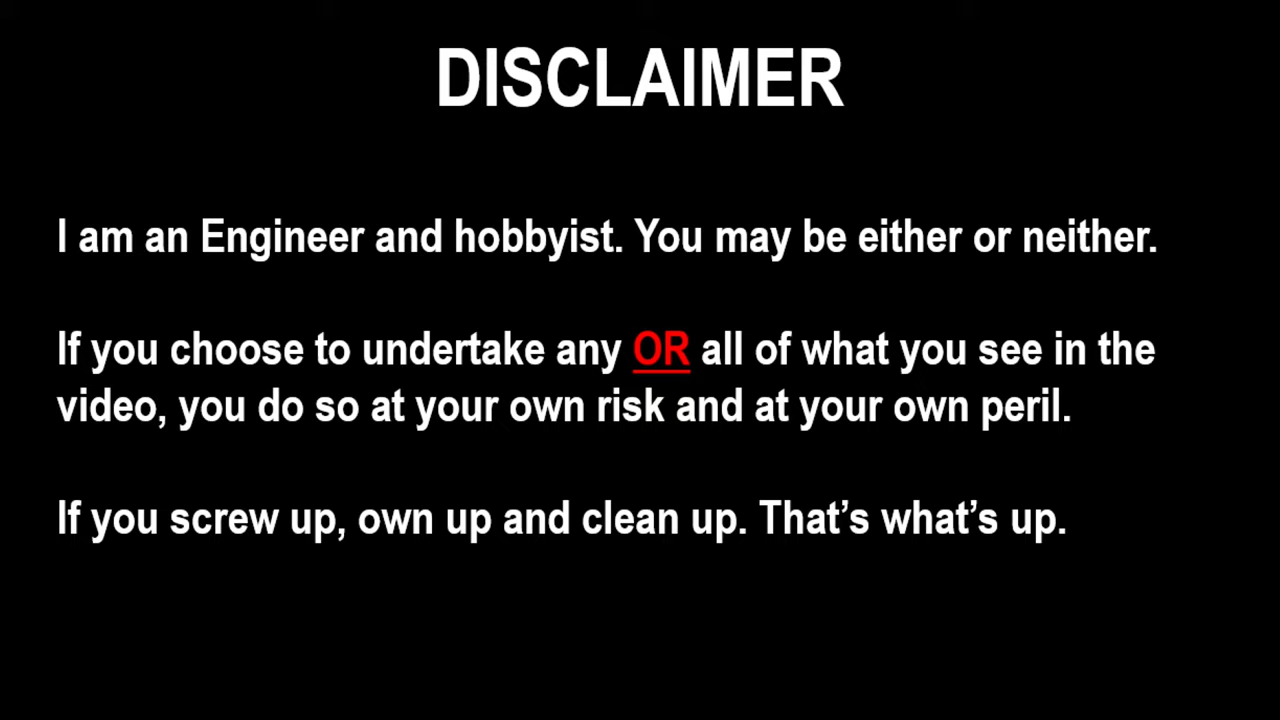 DISCLAIMER
I am an Engineer and hobbyist. You may be either or neither.
If you choose to undertake any OR all of what you see in the
video, you do so at your own risk and at your own peril.
If you screw up, own up and clean up. That’s what’s up.